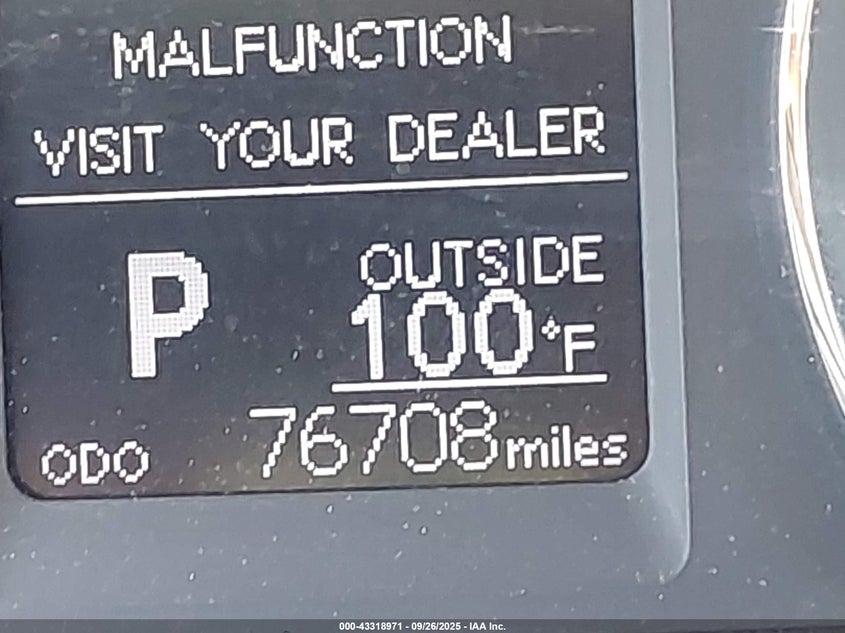 MALFUNCTION
VISIT YOUR DEALER
P
OUTSIDE
100°F
ODO 76708 miles
000-43318971 - 09/26/2025 - IAA Inc.